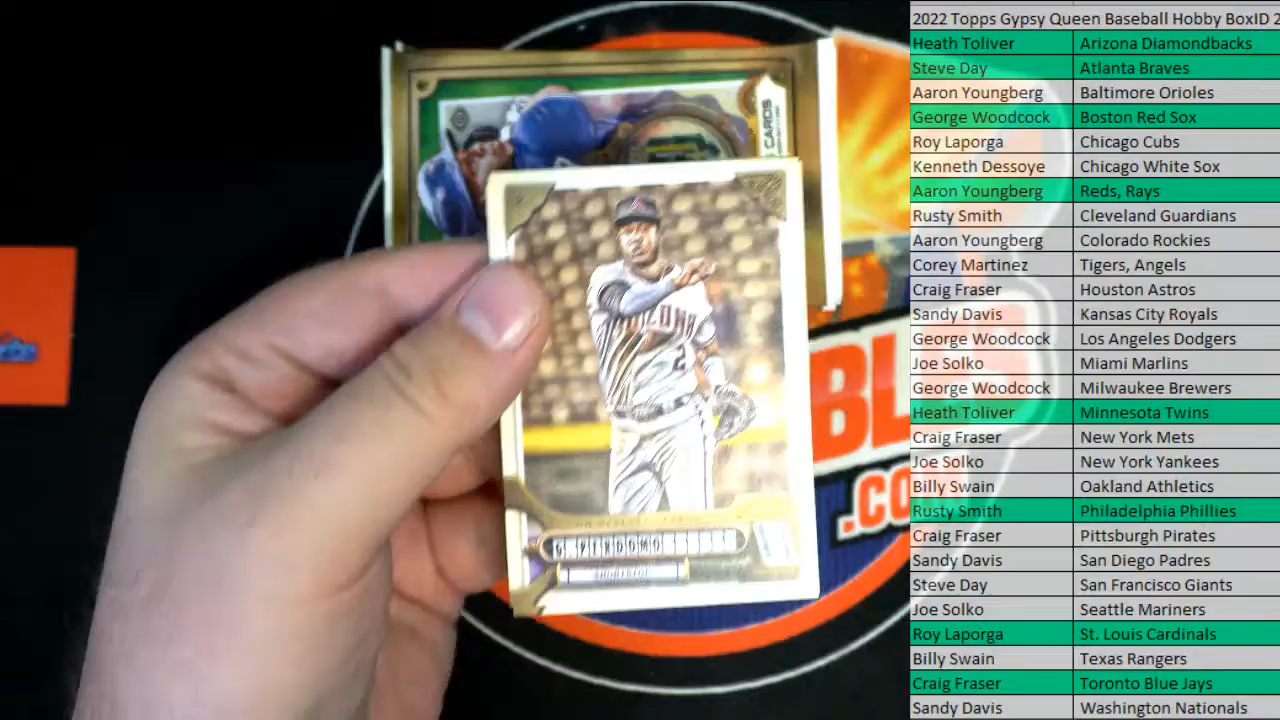 2022 Topps Gypsy Queen Baseball Hobby BoxID 2
Heath Toliver Arizona Diamondbacks
Steve Day Atlanta Braves
Aaron Youngberg Baltimore Orioles
George Woodcock Boston Red Sox
Roy Laporga Chicago Cubs
Kenneth Dessoye Chicago White Sox
Aaron Youngberg Reds, Rays
Rusty Smith Cleveland Guardians
Aaron Youngberg Colorado Rockies
Corey Martinez Tigers, Angels
Craig Fraser Houston Astros
Sandy Davis Kansas City Royals
George Woodcock Los Angeles Dodgers
Joe Solko Miami Marlins
George Woodcock Milwaukee Brewers
Heath Toliver Minnesota Twins
Craig Fraser New York Mets
Joe Solko New York Yankees
Billy Swain Oakland Athletics
Rusty Smith Philadelphia Phillies
Craig Fraser Pittsburgh Pirates
Sandy Davis San Diego Padres
Steve Day San Francisco Giants
Joe Solko Seattle Mariners
Roy Laporga St. Louis Cardinals
Billy Swain Texas Rangers
Craig Fraser Toronto Blue Jays
Sandy Davis Washington Nationals
CARDS
BL
.CO
G PERDOMO
SHORTSTOP